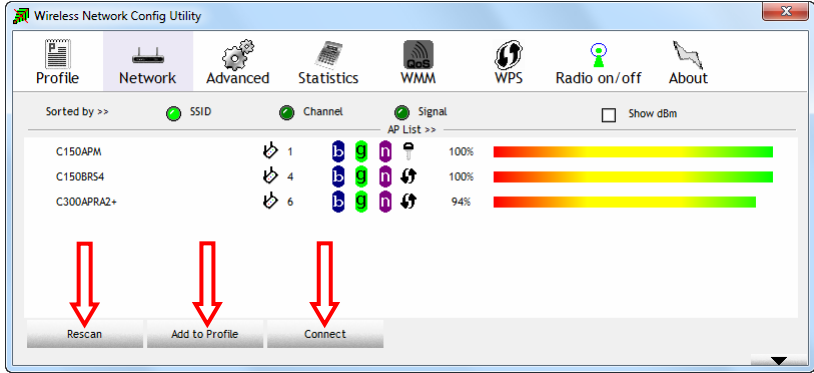 Wireless Network Config Utility
Profile Network Advanced Statistics QoS WMM WPS Radio on/off About
Sorted by >> SSID Channel Signal Show dBm
AP List >>
C150APM 1 b g n 100%
C150BRS4 4 b g n 100%
C300APRA2+ 6 b g n 94%
Rescan Add to Profile Connect